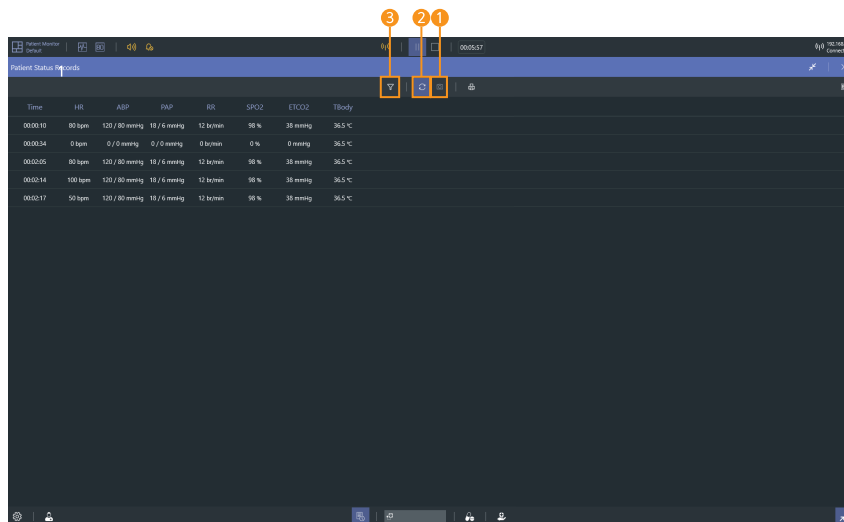 3 2 1
Patient Monitor
Default
80
00:05:57
192.168.
Connect
Patient Status Records
Time HR ABP PAP RR SPO2 ETCO2 TBody
00:00:10 80 bpm 120 / 80 mmHg 18 / 6 mmHg 12 br/min 98 % 38 mmHg 36.5 °C
00:00:34 0 bpm 0 / 0 mmHg 0 / 0 mmHg 0 br/min 0 % 0 mmHg 36.5 °C
00:02:05 80 bpm 120 / 80 mmHg 18 / 6 mmHg 12 br/min 98 % 38 mmHg 36.5 °C
00:02:14 100 bpm 120 / 80 mmHg 18 / 6 mmHg 12 br/min 98 % 38 mmHg 36.5 °C
00:02:17 50 bpm 120 / 80 mmHg 18 / 6 mmHg 12 br/min 98 % 38 mmHg 36.5 °C